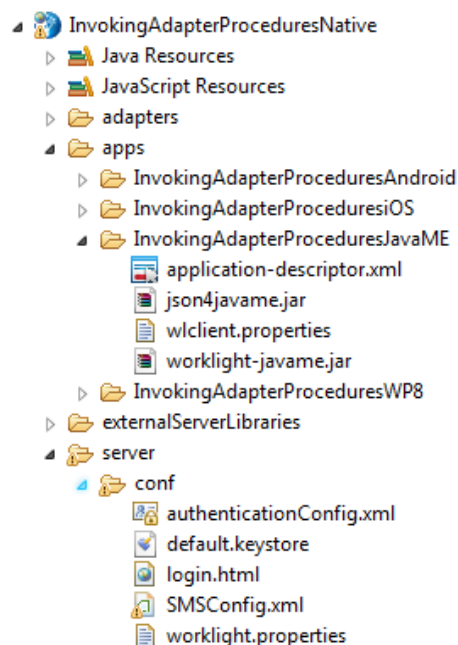 InvokingAdapterProceduresNative
Java Resources
JavaScript Resources
adapters
apps
InvokingAdapterProceduresAndroid
InvokingAdapterProceduresiOS
InvokingAdapterProceduresJavaME
application-descriptor.xml
json4javame.jar
wlclient.properties
worklight-javame.jar
InvokingAdapterProceduresWP8
externalServerLibraries
server
conf
authenticationConfig.xml
default.keystore
login.html
SMSConfig.xml
worklight.properties